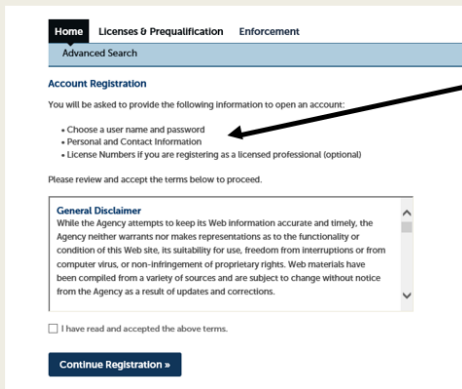 Home Licenses & Prequalification Enforcement
Advanced Search
Account Registration
You will be asked to provide the following information to open an account:
• Choose a user name and password
• Personal and Contact Information
• License Numbers if you are registering as a licensed professional (optional)
Please review and accept the terms below to proceed.
General Disclaimer
While the Agency attempts to keep its Web information accurate and timely, the
Agency neither warrants nor makes representations as to the functionality or
condition of this Web site, its suitability for use, freedom from interruptions or from
computer virus, or non-infringement of proprietary rights. Web materials have
been compiled from a variety of sources and are subject to change without notice
from the Agency as a result of updates and corrections.
I have read and accepted the above terms.
Continue Registration »